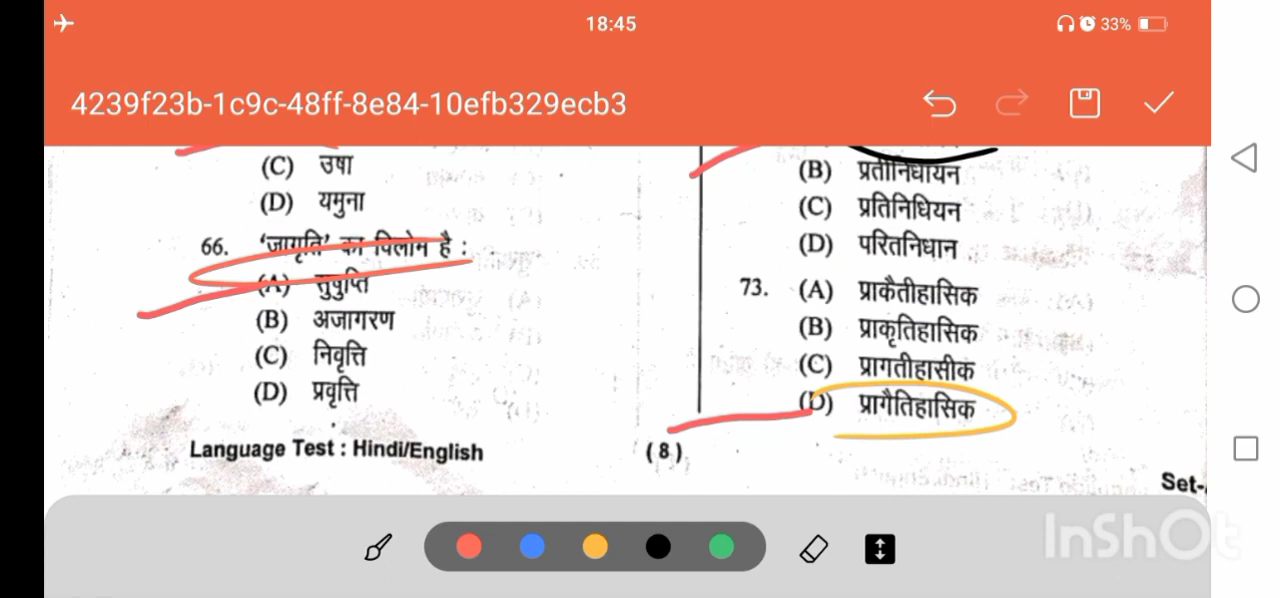 18:45
33%
4239f23b-1c9c-48ff-8e84-10efb329ecb3
(C) उषा
(D) यमुना
66. 'जागृति' का विलोम है :
(A) सुषुप्ति
(B) अजागरण
(C) निवृत्ति
(D) प्रवृत्ति
(B) प्रतीनिधायन
(C) प्रतिनिधियन
(D) परितनिधान
73. (A) प्राकैतीहासिक
(B) प्राकृतिहासिक
(C) प्रागतीहासीक
(D) प्रागैतिहासिक
Language Test : Hindi/English
(8)
Set-
InShOt